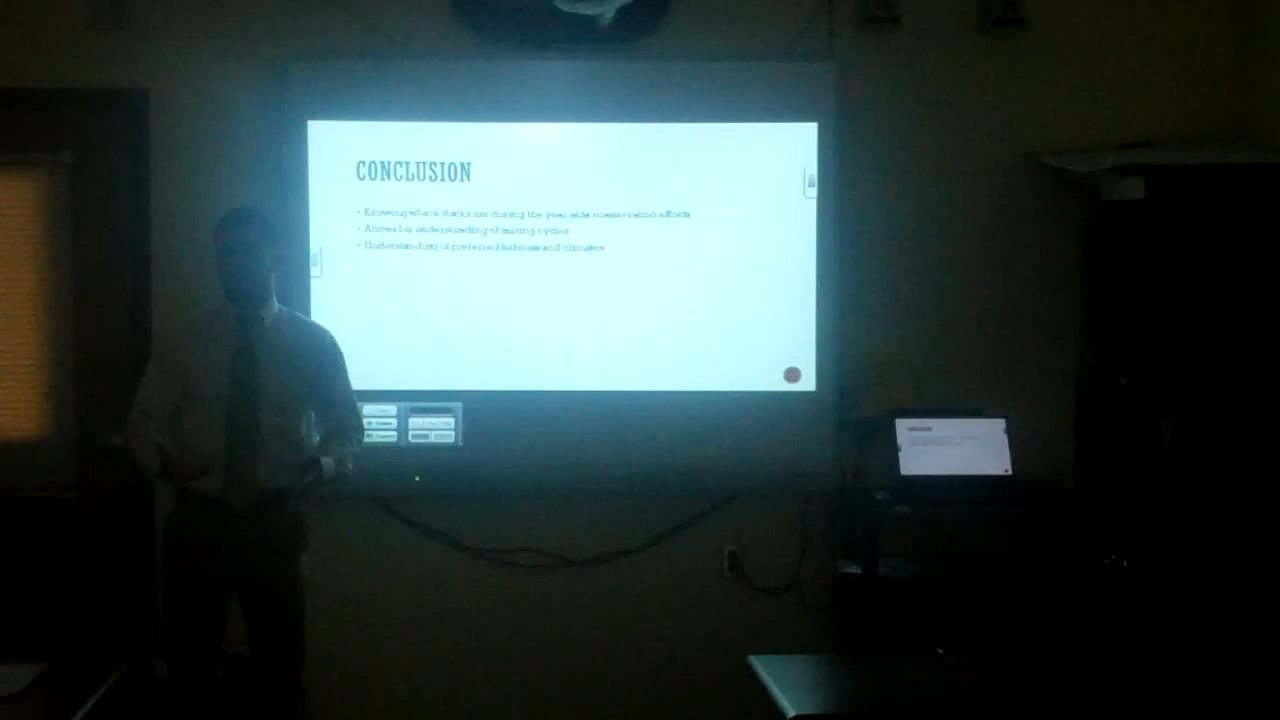 CONCLUSION
• Knowing where ducks are during the year aids conservation efforts
• Allows for understanding of mating cycles
• Understanding of preferred habitats and climates